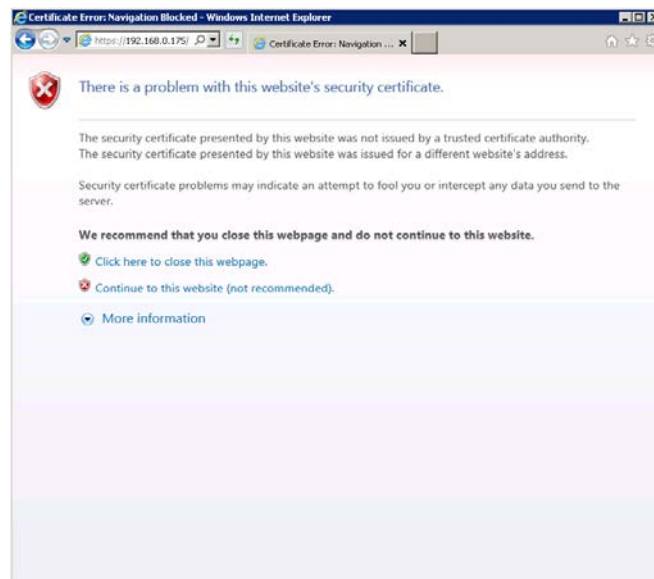 Certificate Error: Navigation Blocked - Windows Internet Explorer
https://192.168.0.175/
Certificate Error: Navigation ...
There is a problem with this website's security certificate.
The security certificate presented by this website was not issued by a trusted certificate authority.
The security certificate presented by this website was issued for a different website's address.
Security certificate problems may indicate an attempt to fool you or intercept any data you send to the
server.
We recommend that you close this webpage and do not continue to this website.
Click here to close this webpage.
Continue to this website (not recommended).
More information